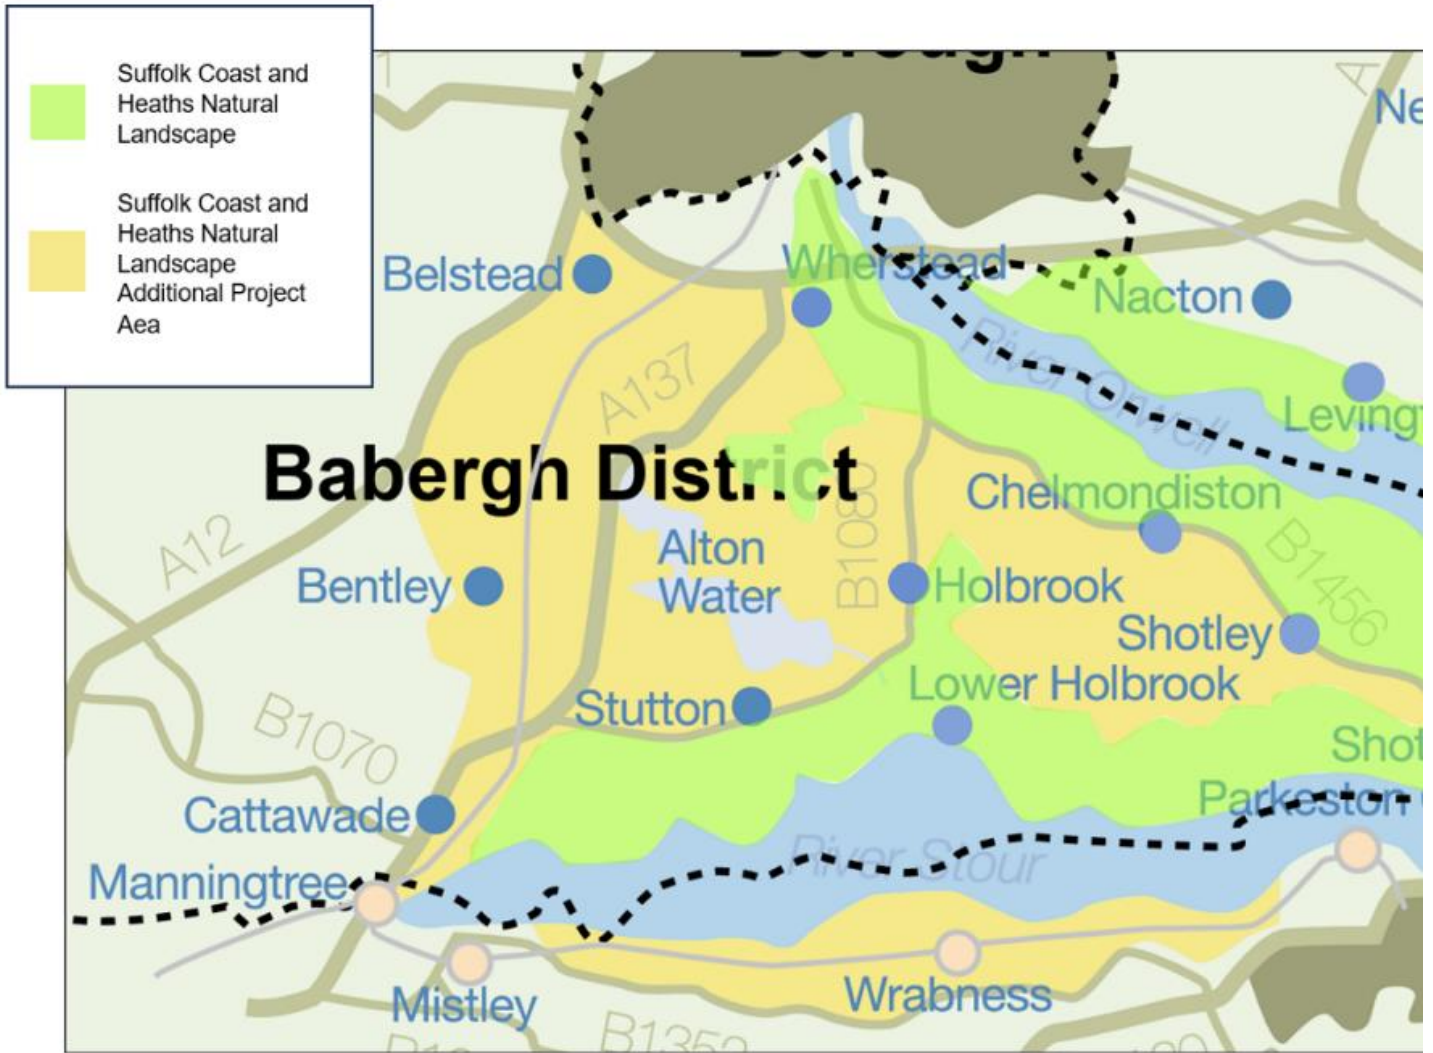 Suffolk Coast and
Heaths Natural
Landscape
Suffolk Coast and
Heaths Natural
Landscape
Additional Project
Aea
Borough
A
Belstead
Wherstead
Nacton
River Orwell
A137
Babergh District
Chelmondiston
A12
Alton
Water
B1080
B1456
Bentley
Holbrook
Shotley
Stutton
Lower Holbrook
B1070
Cattawade
Parkeston
River Stour
Manningtree
Mistley
Wrabness
B1352